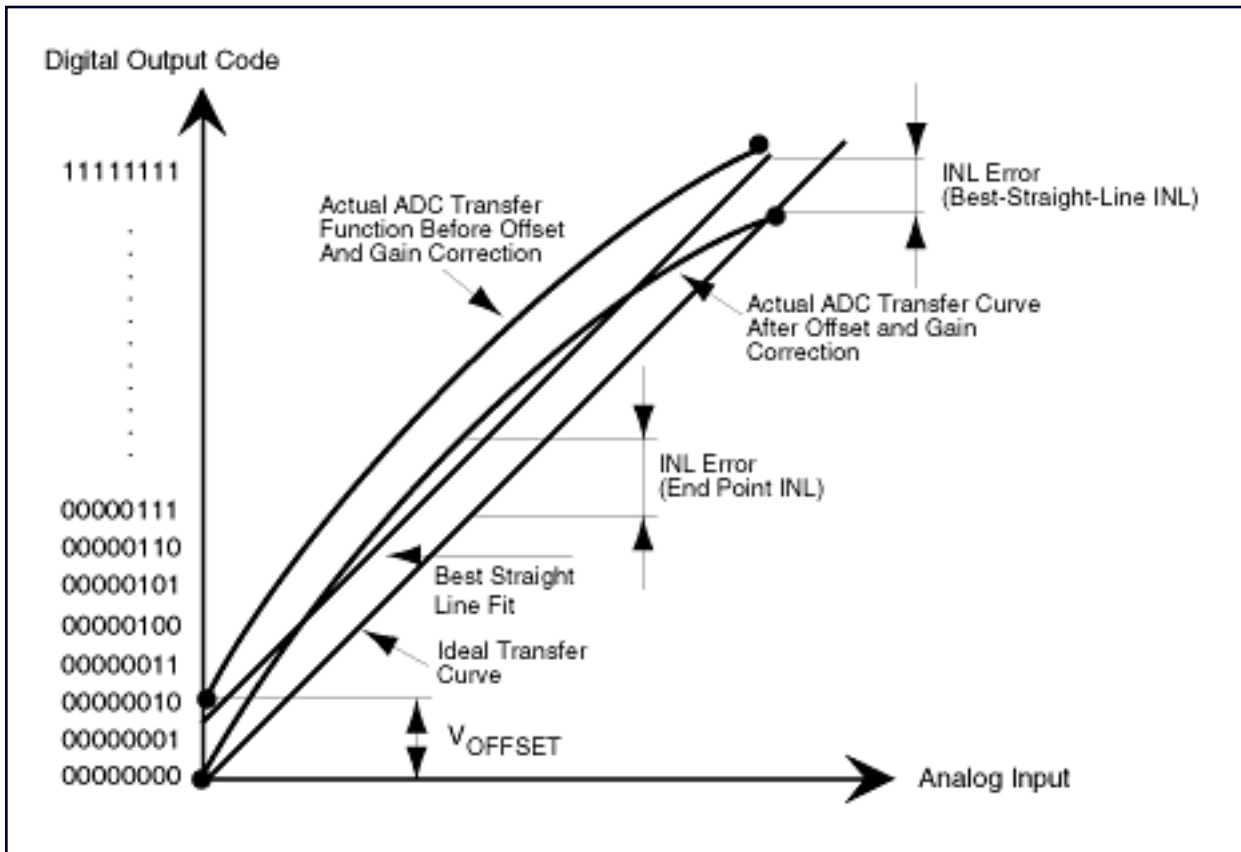 Digital Output Code
11111111
Actual ADC Transfer
Function Before Offset
And Gain Correction
INL Error
(Best-Straight-Line INL)
Actual ADC Transfer Curve
After Offset and Gain
Correction
INL Error
(End Point INL)
00000111
00000110
00000101
00000100
00000011
00000010
00000001
00000000
Best Straight
Line Fit
Ideal Transfer
Curve
VOFFSET
Analog Input